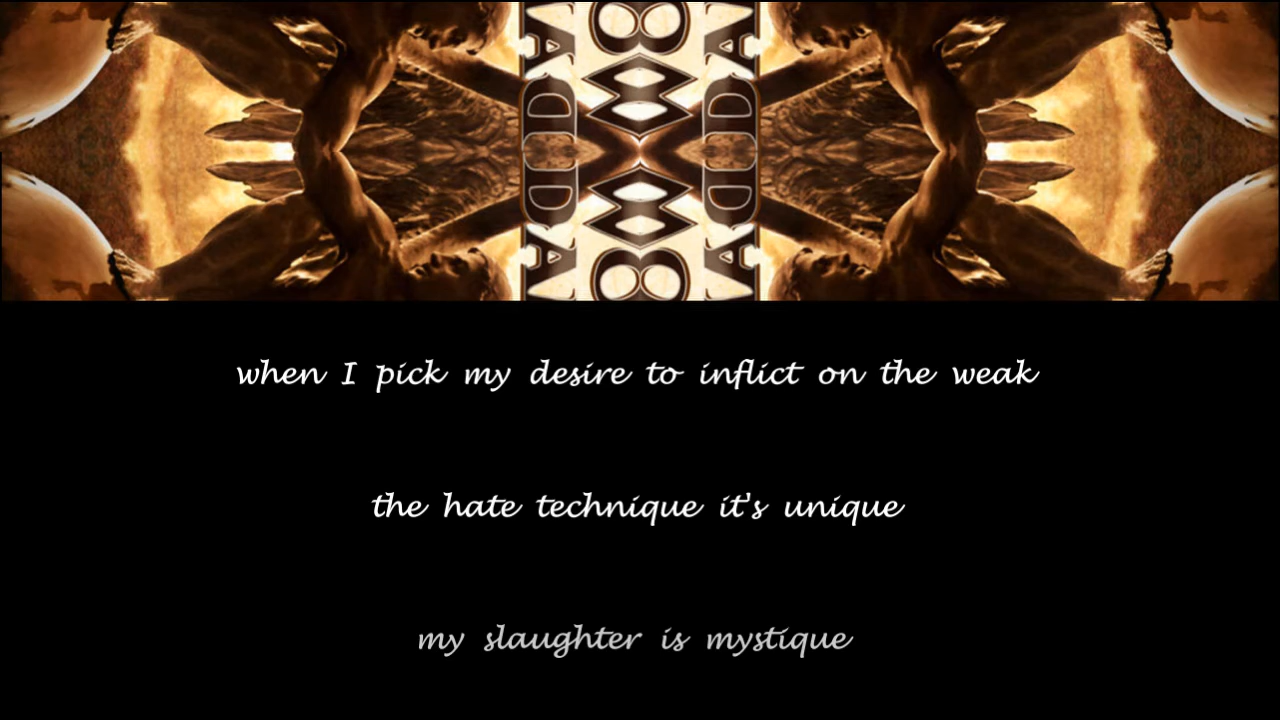 when I pick my desire to inflict on the weak
the hate technique it's unique
my slaughter is mystique